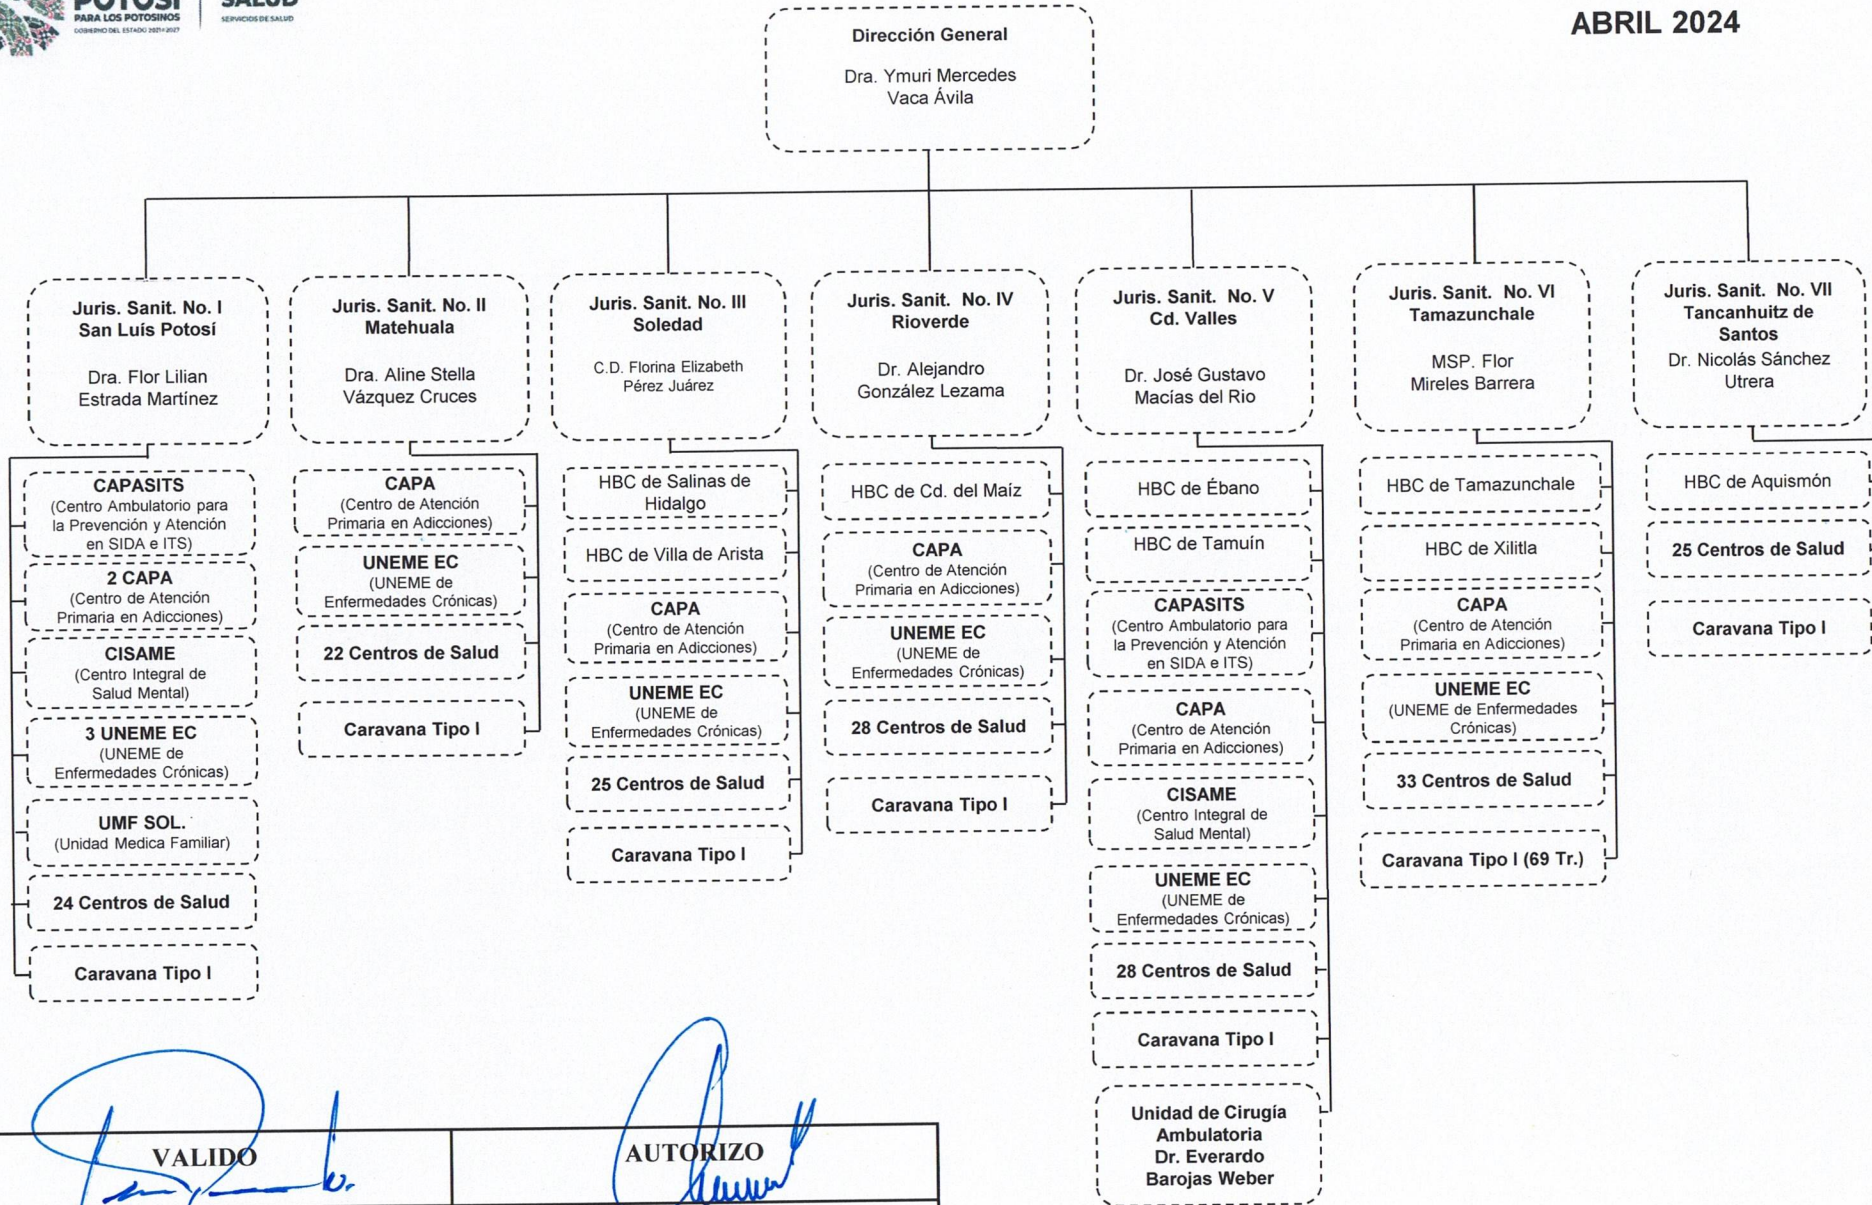 POTOSÍ
PARA LOS POTOSINOS
GOBIERNO DEL ESTADO 2021•2027
SALUD
SERVICIOS DE SALUD
ABRIL 2024
Dirección General
Dra. Ymuri Mercedes
Vaca Ávila
Juris. Sanit. No. I
San Luís Potosí
Dra. Flor Lilian
Estrada Martínez
CAPASITS
(Centro Ambulatorio para
la Prevención y Atención
en SIDA e ITS)
2 CAPA
(Centro de Atención
Primaria en Adicciones)
CISAME
(Centro Integral de
Salud Mental)
3 UNEME EC
(UNEME de
Enfermedades Crónicas)
UMF SOL.
(Unidad Medica Familiar)
24 Centros de Salud
Caravana Tipo I
Juris. Sanit. No. II
Matehuala
Dra. Aline Stella
Vázquez Cruces
CAPA
(Centro de Atención
Primaria en Adicciones)
UNEME EC
(UNEME de
Enfermedades Crónicas)
22 Centros de Salud
Caravana Tipo I
Juris. Sanit. No. III
Soledad
C.D. Florina Elizabeth
Pérez Juárez
HBC de Salinas de
Hidalgo
HBC de Villa de Arista
CAPA
(Centro de Atención
Primaria en Adicciones)
UNEME EC
(UNEME de
Enfermedades Crónicas)
25 Centros de Salud
Caravana Tipo I
Juris. Sanit. No. IV
Rioverde
Dr. Alejandro
González Lezama
HBC de Cd. del Maíz
CAPA
(Centro de Atención
Primaria en Adicciones)
UNEME EC
(UNEME de
Enfermedades Crónicas)
28 Centros de Salud
Caravana Tipo I
Juris. Sanit. No. V
Cd. Valles
Dr. José Gustavo
Macías del Rio
HBC de Ébano
HBC de Tamuín
CAPASITS
(Centro Ambulatorio para
la Prevención y Atención
en SIDA e ITS)
CAPA
(Centro de Atención
Primaria en Adicciones)
CISAME
(Centro Integral de
Salud Mental)
UNEME EC
(UNEME de
Enfermedades Crónicas)
28 Centros de Salud
Caravana Tipo I
Unidad de Cirugía
Ambulatoria
Dr. Everardo
Barojas Weber
Juris. Sanit. No. VI
Tamazunchale
MSP. Flor
Mireles Barrera
HBC de Tamazunchale
HBC de Xilitla
CAPA
(Centro de Atención
Primaria en Adicciones)
UNEME EC
(UNEME de Enfermedades
Crónicas)
33 Centros de Salud
Caravana Tipo I (69 Tr.)
Juris. Sanit. No. VII
Tancanhuitz de
Santos
Dr. Nicolás Sánchez
Utrera
HBC de Aquismón
25 Centros de Salud
Caravana Tipo I
VALIDO
AUTORIZO